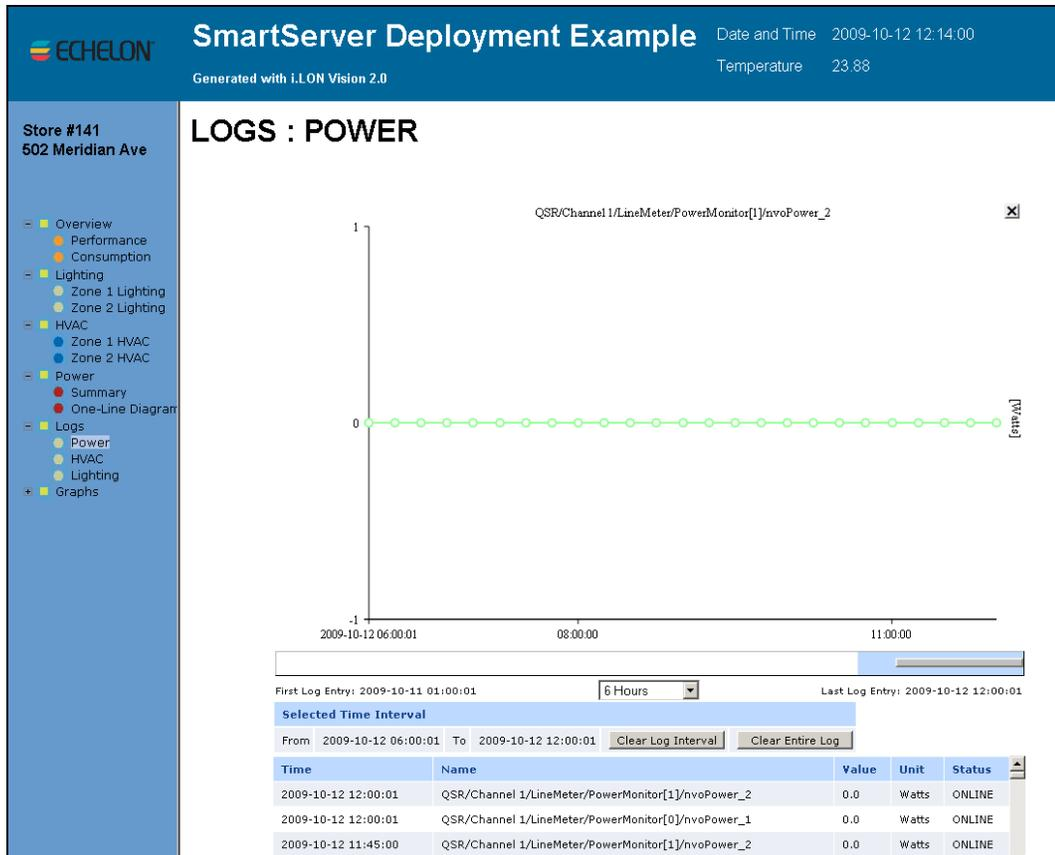 ECHELON
SmartServer Deployment Example
Generated with i.LON Vision 2.0
Date and Time 2009-10-12 12:14:00
Temperature 23.88
Store #141
502 Meridian Ave
Overview
Performance
Consumption
Lighting
Zone 1 Lighting
Zone 2 Lighting
HVAC
Zone 1 HVAC
Zone 2 HVAC
Power
Summary
One-Line Diagram
Logs
Power
HVAC
Lighting
Graphs
LOGS : POWER
QSR/Channel 1/LineMeter/PowerMonitor[1]/nvoPower_2
1
0
-1
[Watts]
2009-10-12 06:00:01 08:00:00 11:00:00
First Log Entry: 2009-10-11 01:00:01 6 Hours Last Log Entry: 2009-10-12 12:00:01
Selected Time Interval
From 2009-10-12 06:00:01 To 2009-10-12 12:00:01 Clear Log Interval Clear Entire Log
Time Name Value Unit Status
2009-10-12 12:00:01 QSR/Channel 1/LineMeter/PowerMonitor[1]/nvoPower_2 0.0 Watts ONLINE
2009-10-12 12:00:01 QSR/Channel 1/LineMeter/PowerMonitor[0]/nvoPower_1 0.0 Watts ONLINE
2009-10-12 11:45:00 QSR/Channel 1/LineMeter/PowerMonitor[1]/nvoPower_2 0.0 Watts ONLINE